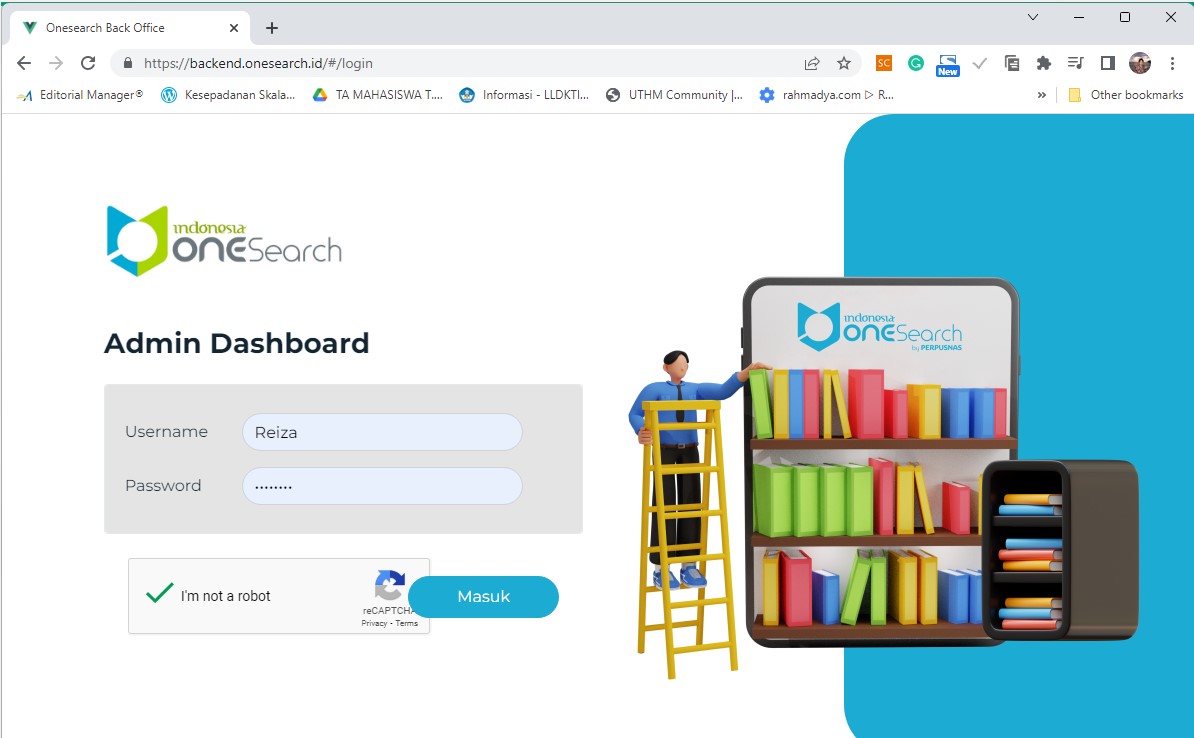 Onesearch Back Office
https://backend.onesearch.id/#/login
SC
New
Editorial Manager®
Kesepadanan Skala...
TA MAHASISWA T....
Informasi - LLDKTI...
UTHM Community |...
rahmadya.com ▷ R...
»
Other bookmarks
indonesia
ONESearch
Admin Dashboard
Username Reiza
Password ••••••••
I'm not a robot
reCAPTCHA
Privacy - Terms
Masuk
indonesia
ONESearch
by PERPUSNAS